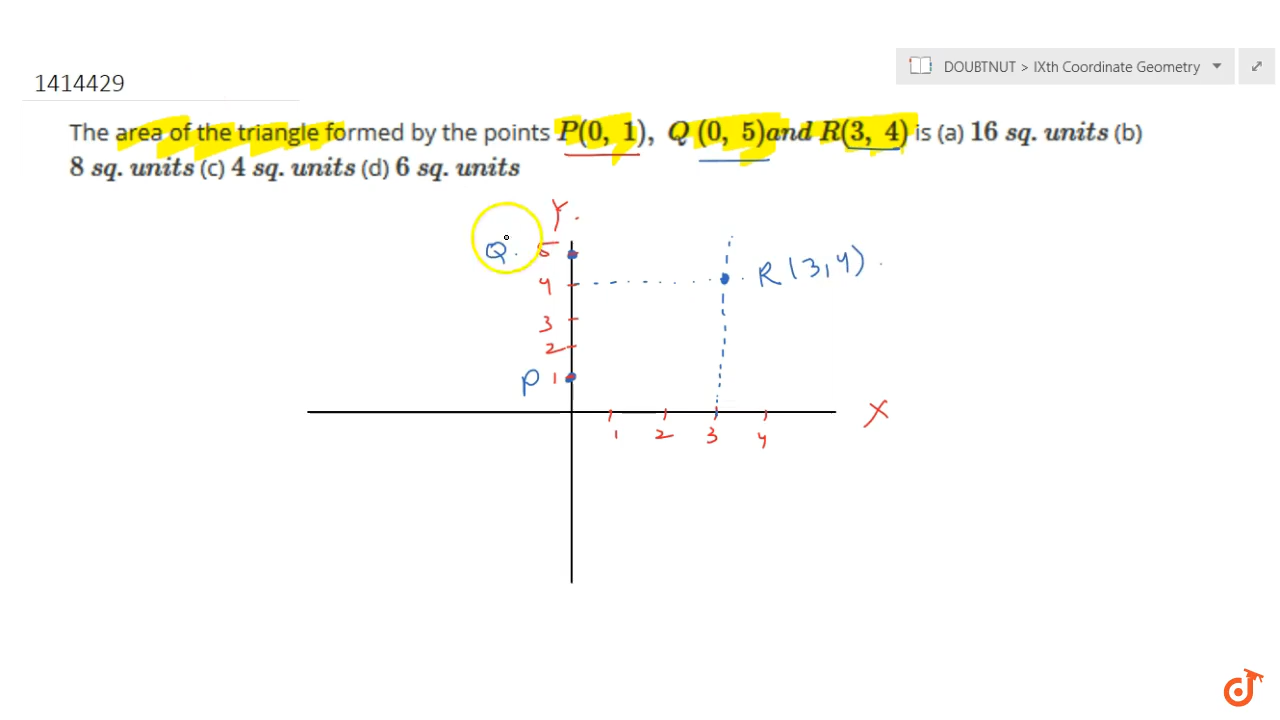 1414429
DOUBTNUT > IXth Coordinate Geometry
The area of the triangle formed by the points P(0, 1), Q (0, 5)and R(3, 4) is (a) 16 sq. units (b)
8 sq. units (c) 4 sq. units (d) 6 sq. units
Y
Q. 5
4
R(3,4)
3
2
P 1
X
1 2 3 4